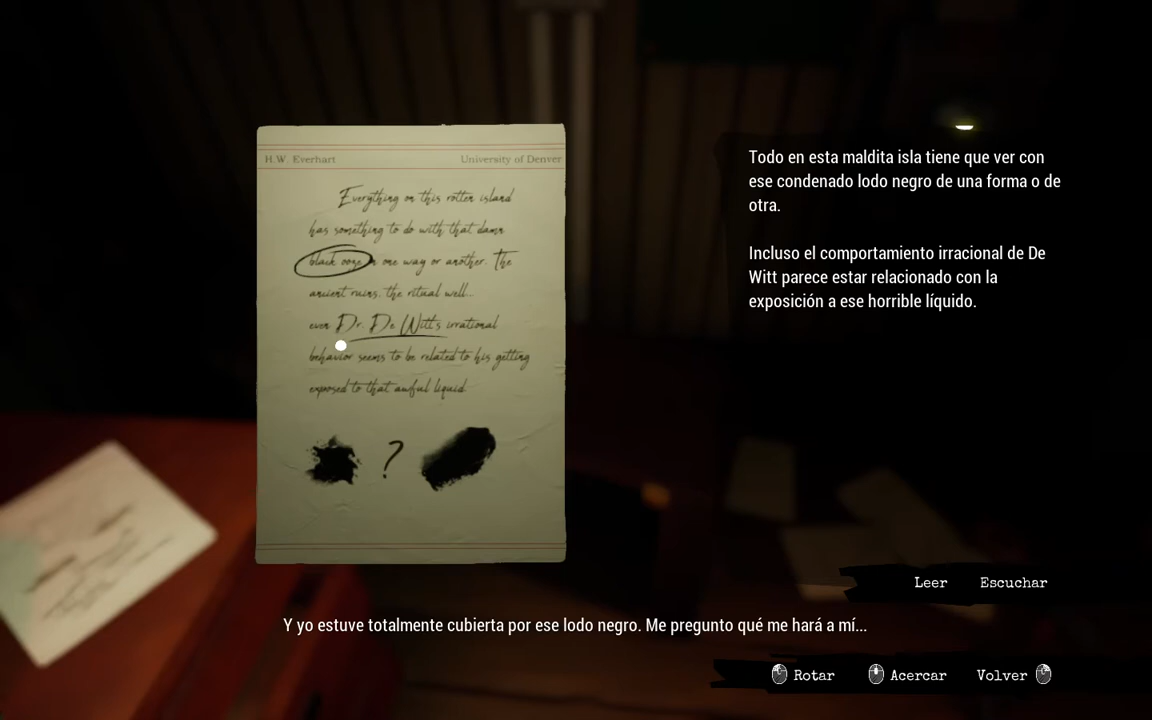 H.W. Everhart University of Denver
Everything on this rotten island
has something to do with that damn
black ooze in one way or another. The
ancient ruins, the ritual well...
even Dr. De Witt's irrational
behavior seems to be related to his getting
exposed to that awful liquid.
?
Todo en esta maldita isla tiene que ver con
ese condenado lodo negro de una forma o de
otra.
Incluso el comportamiento irracional de De
Witt parece estar relacionado con la
exposición a ese horrible líquido.
Leer Escuchar
Y yo estuve totalmente cubierta por ese lodo negro. Me pregunto qué me hará a mí...
Rotar Acercar Volver